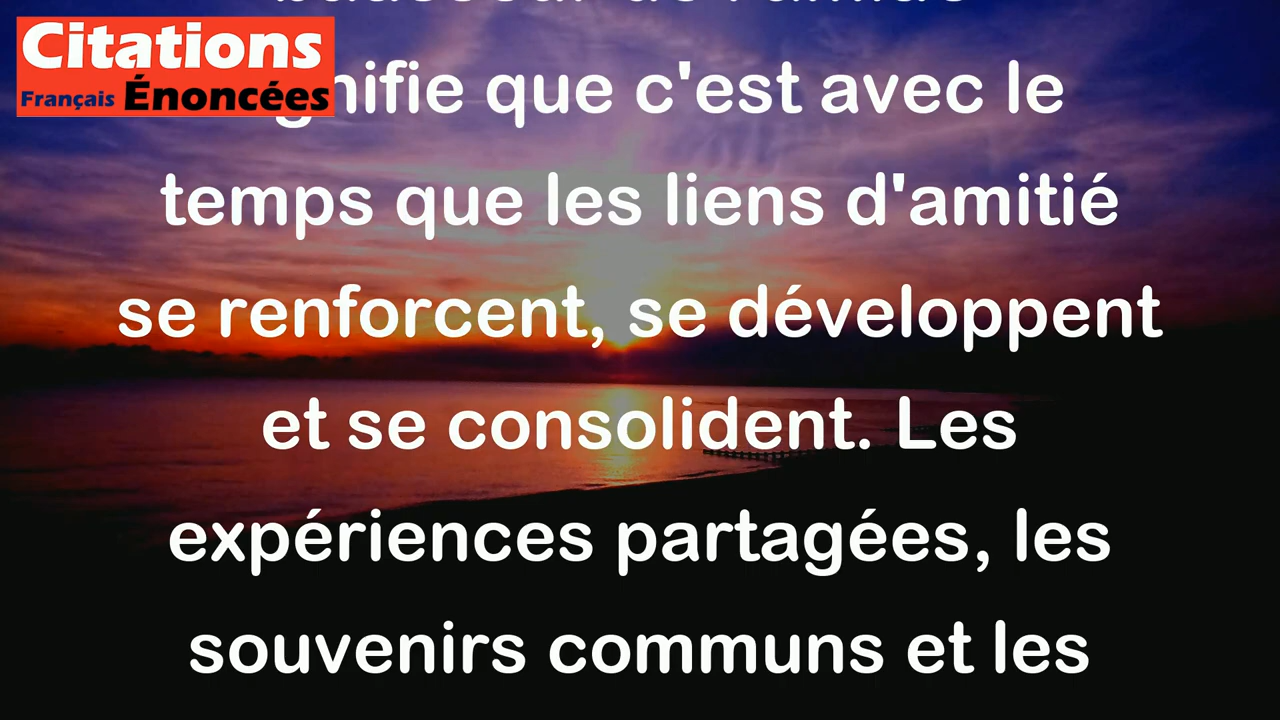 Citations
Français Énoncées
que c'est avec le
temps que les liens d'amitié
se renforcent, se développent
et se consolident. Les
expériences partagées, les
souvenirs communs et les